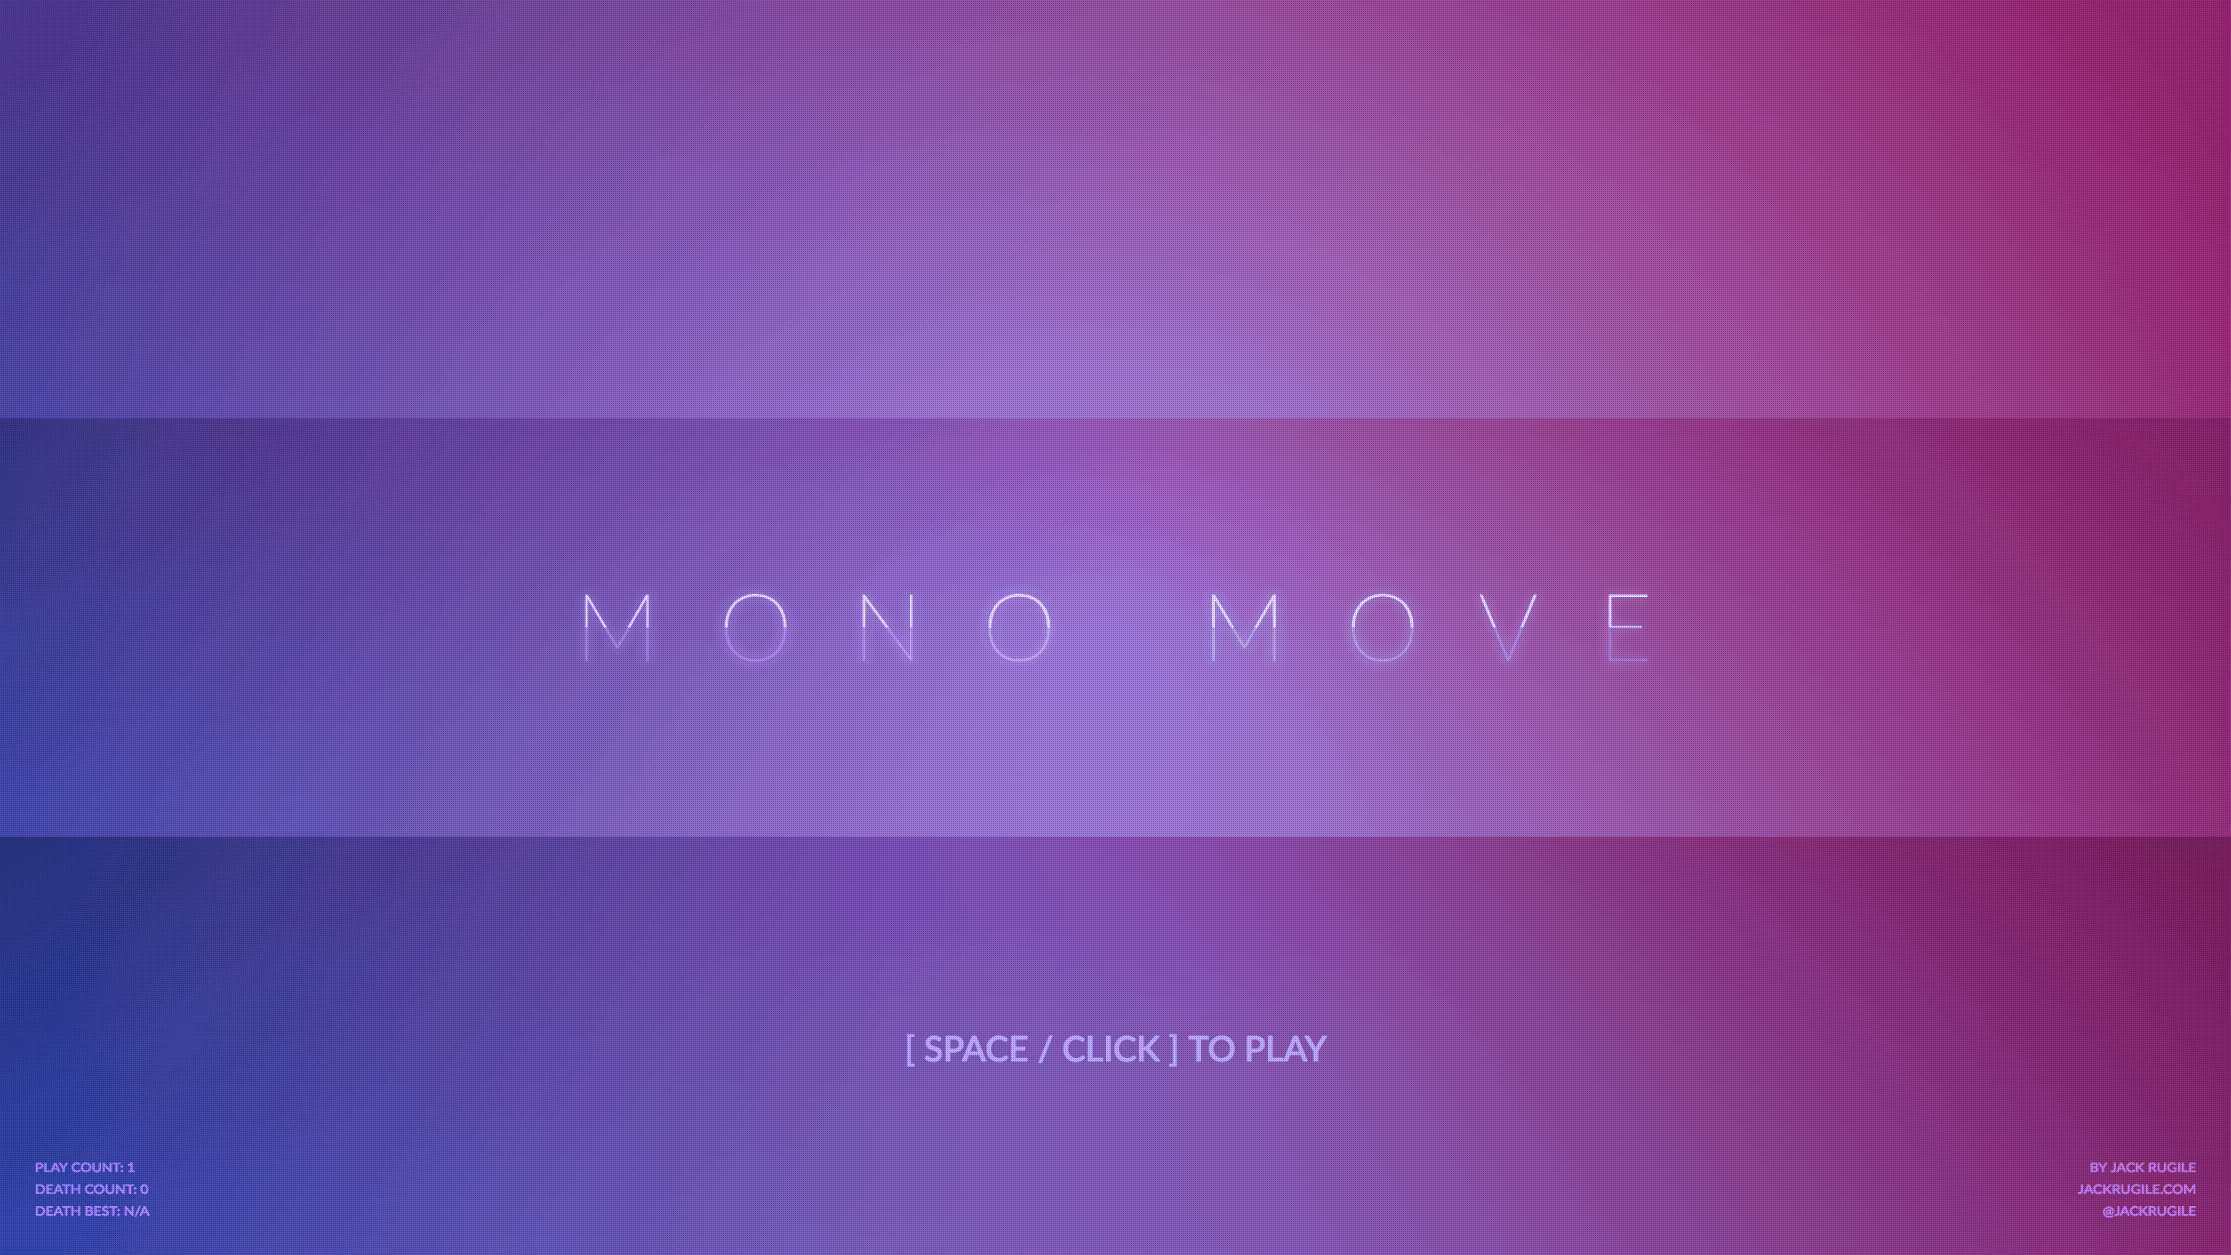 MONO MOVE
[ SPACE / CLICK ] TO PLAY
PLAY COUNT: 1
DEATH COUNT: 0
DEATH BEST: N/A
BY JACK RUGILE
JACKRUGILE.COM
@JACKRUGILE